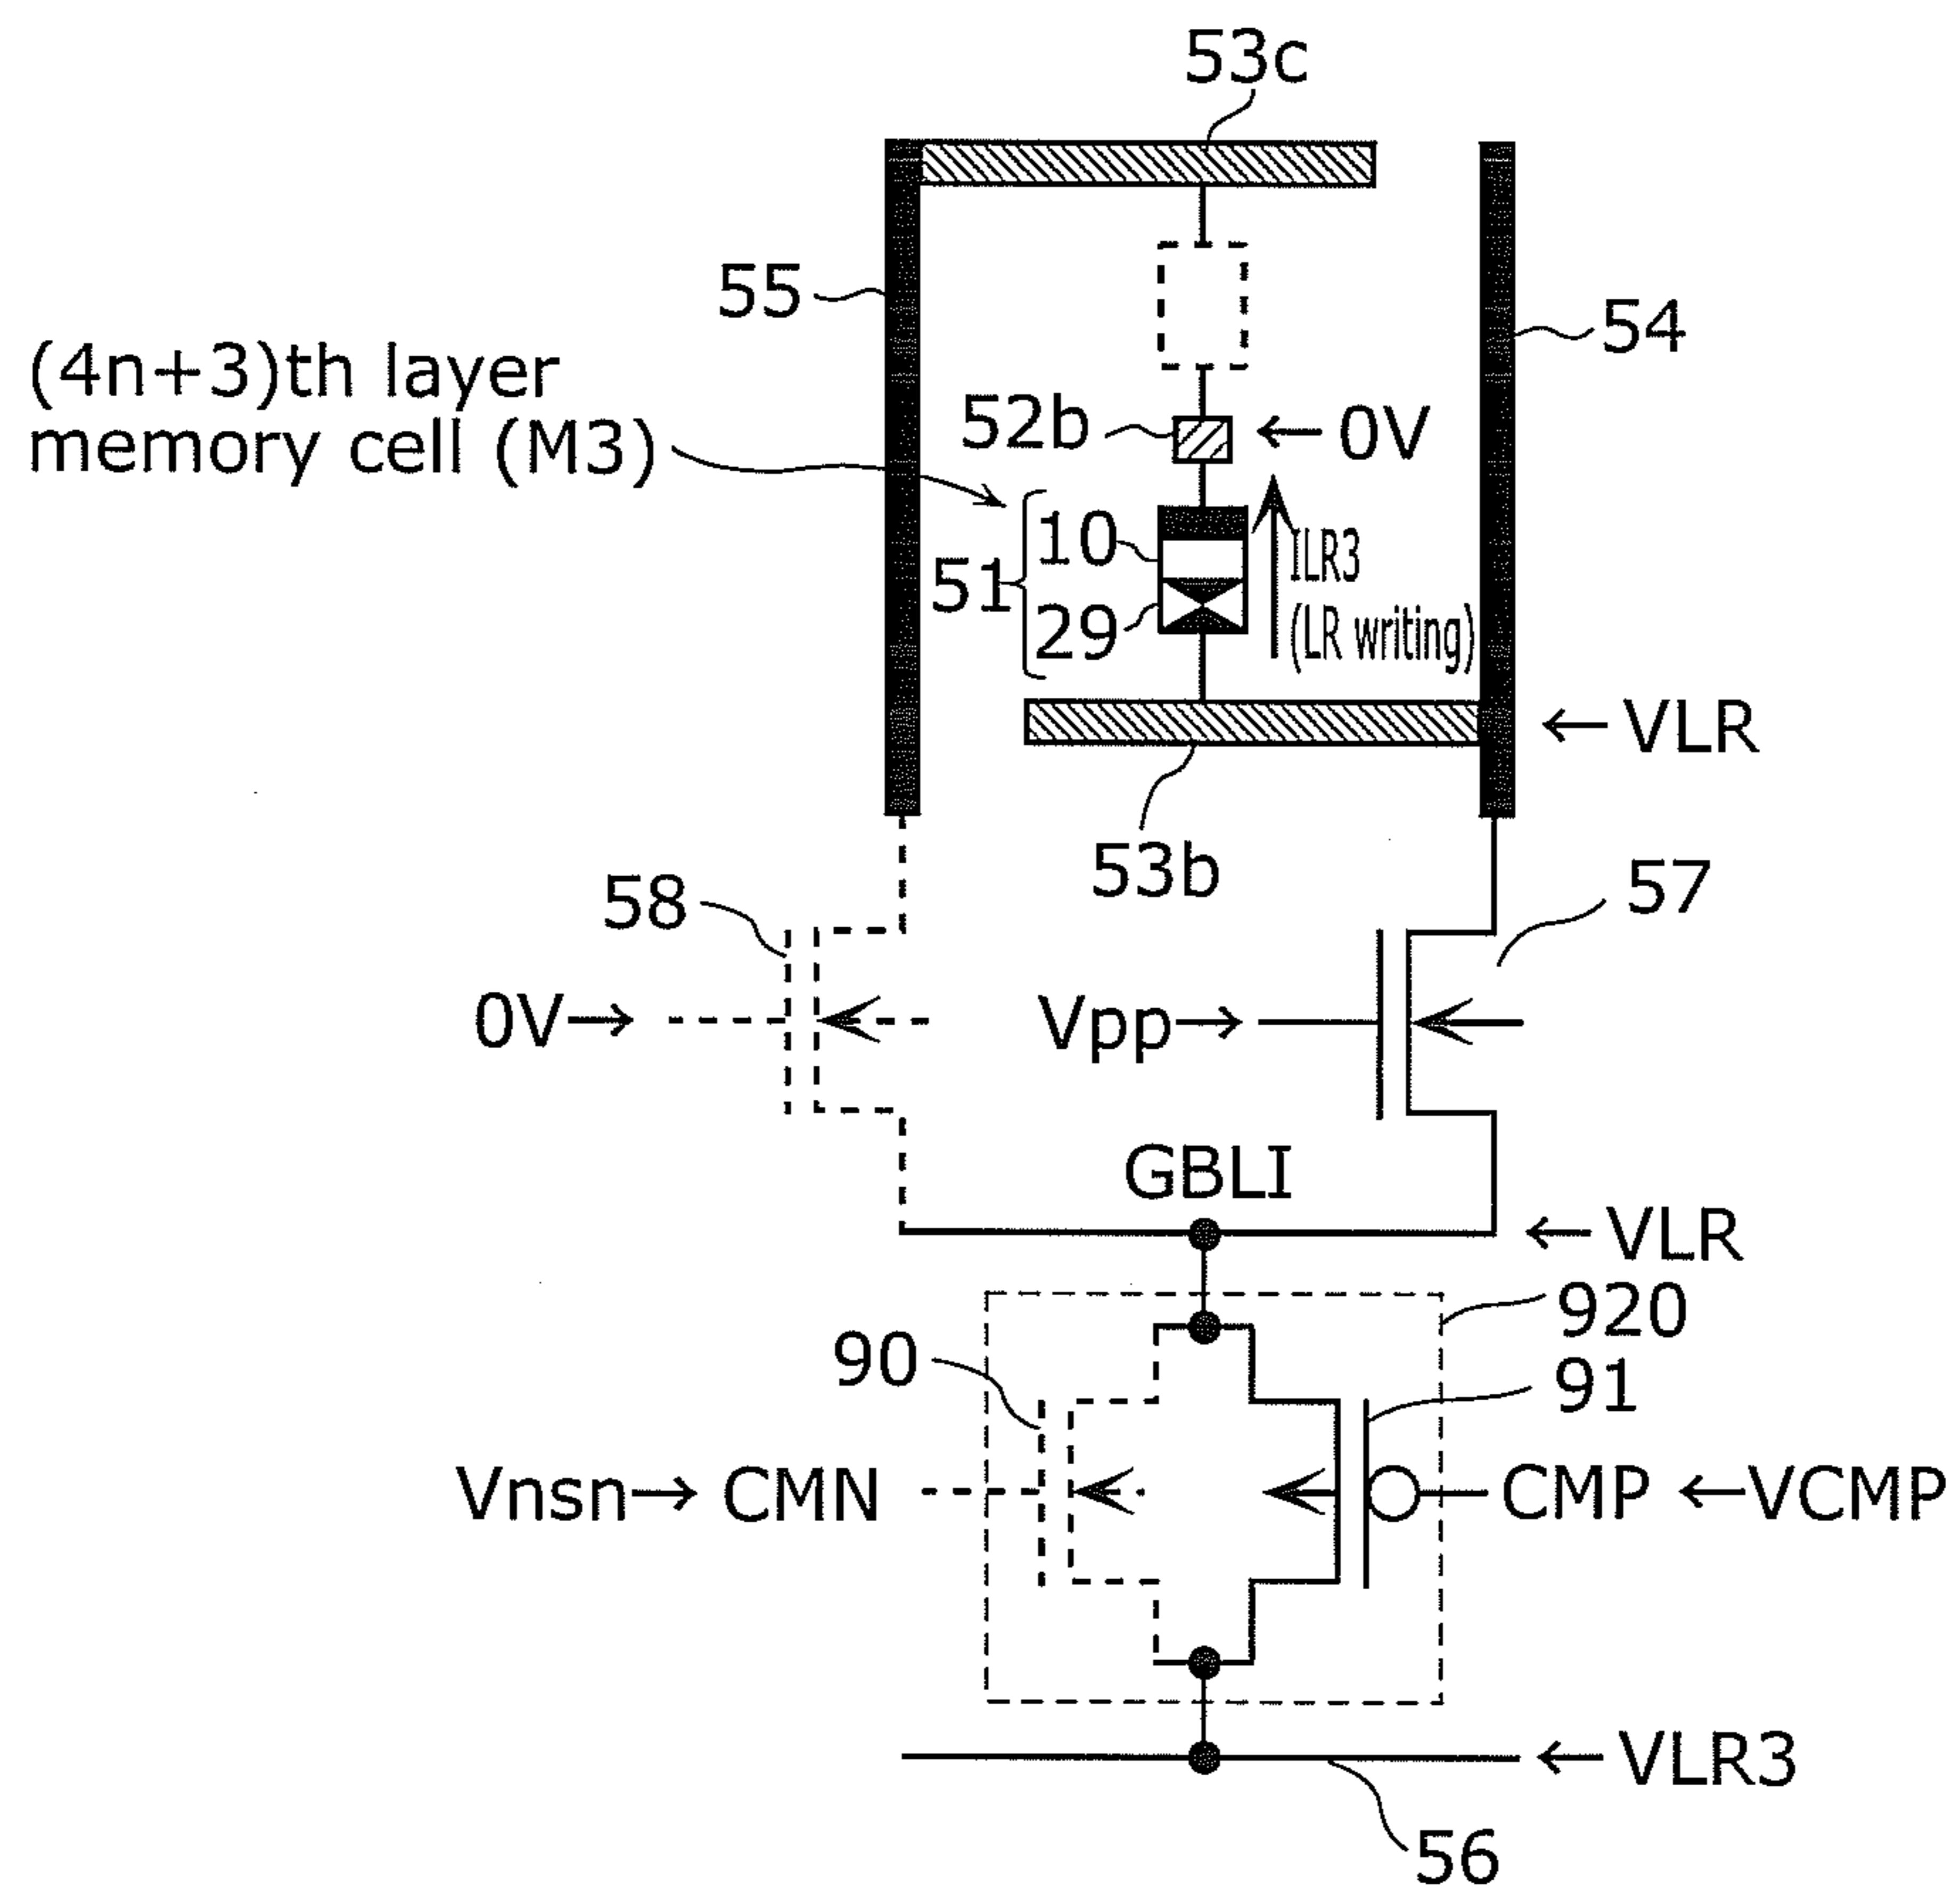 53c
55
54
(4n+3)th layer
memory cell (M3)
52b
0V
10
51
29
ILR3
(LR writing)
VLR
53b
58
57
0V
Vpp
GBLI
VLR
920
90
91
Vnsn
CMN
CMP
VCMP
VLR3
56